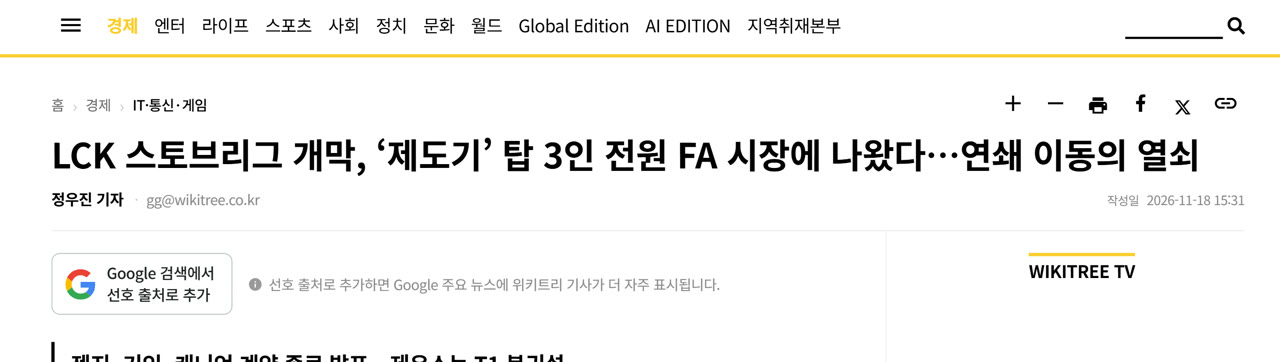 경제 엔터 라이프 스포츠 사회 정치 문화 월드 Global Edition AI EDITION 지역취재본부
홈 › 경제 › IT·통신·게임
LCK 스토브리그 개막, ‘제도기’ 탑 3인 전원 FA 시장에 나왔다…연쇄 이동의 열쇠
정우진 기자 · gg@wikitree.co.kr
작성일 2026-11-18 15:31
Google 검색에서
선호 출처로 추가
선호 출처로 추가하면 Google 주요 뉴스에 위키트리 기사가 더 자주 표시됩니다.
WIKITREE TV